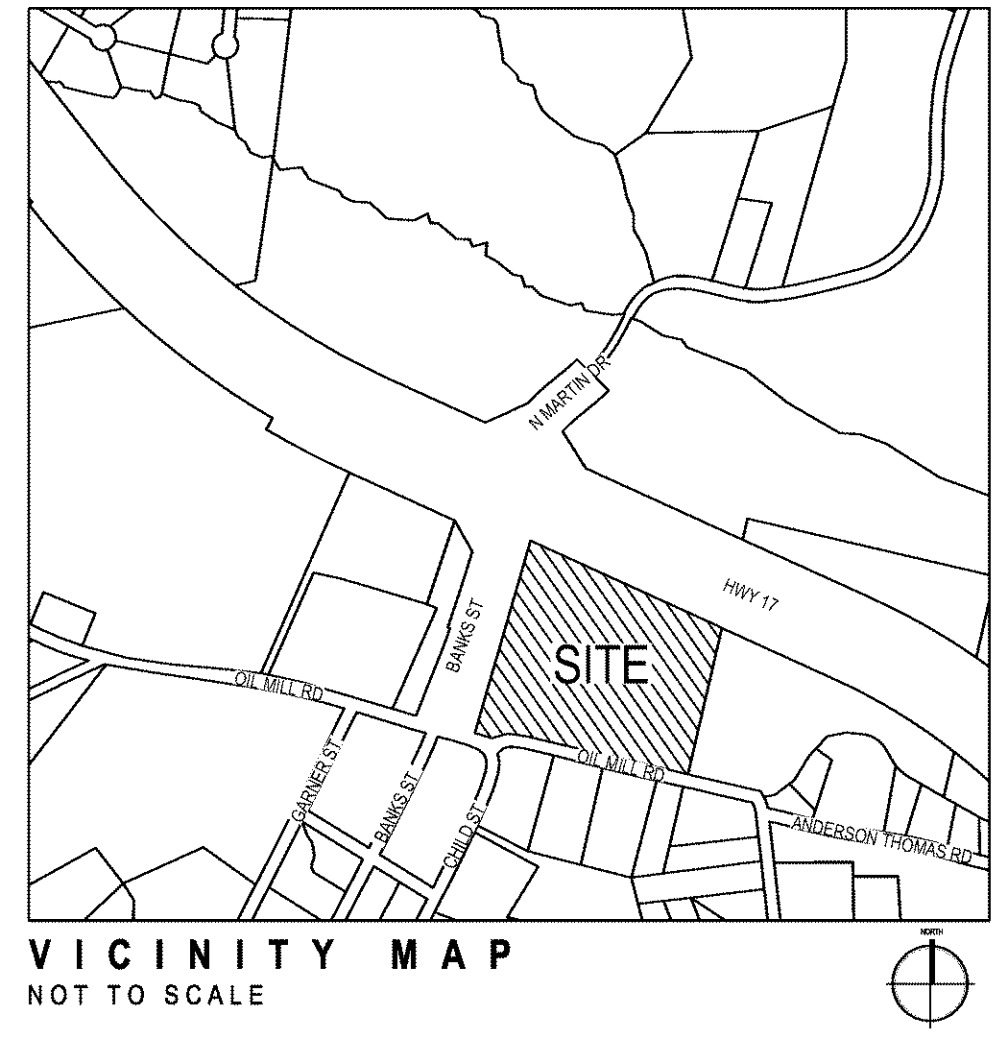 N MARTIN DR
HWY 17
BANKS ST
SITE
OIL MILL RD
OIL MILL RD
GARNER ST
BANKS ST
CHILD ST
ANDERSON THOMAS RD
VICINITY MAP
NOT TO SCALE
NORTH